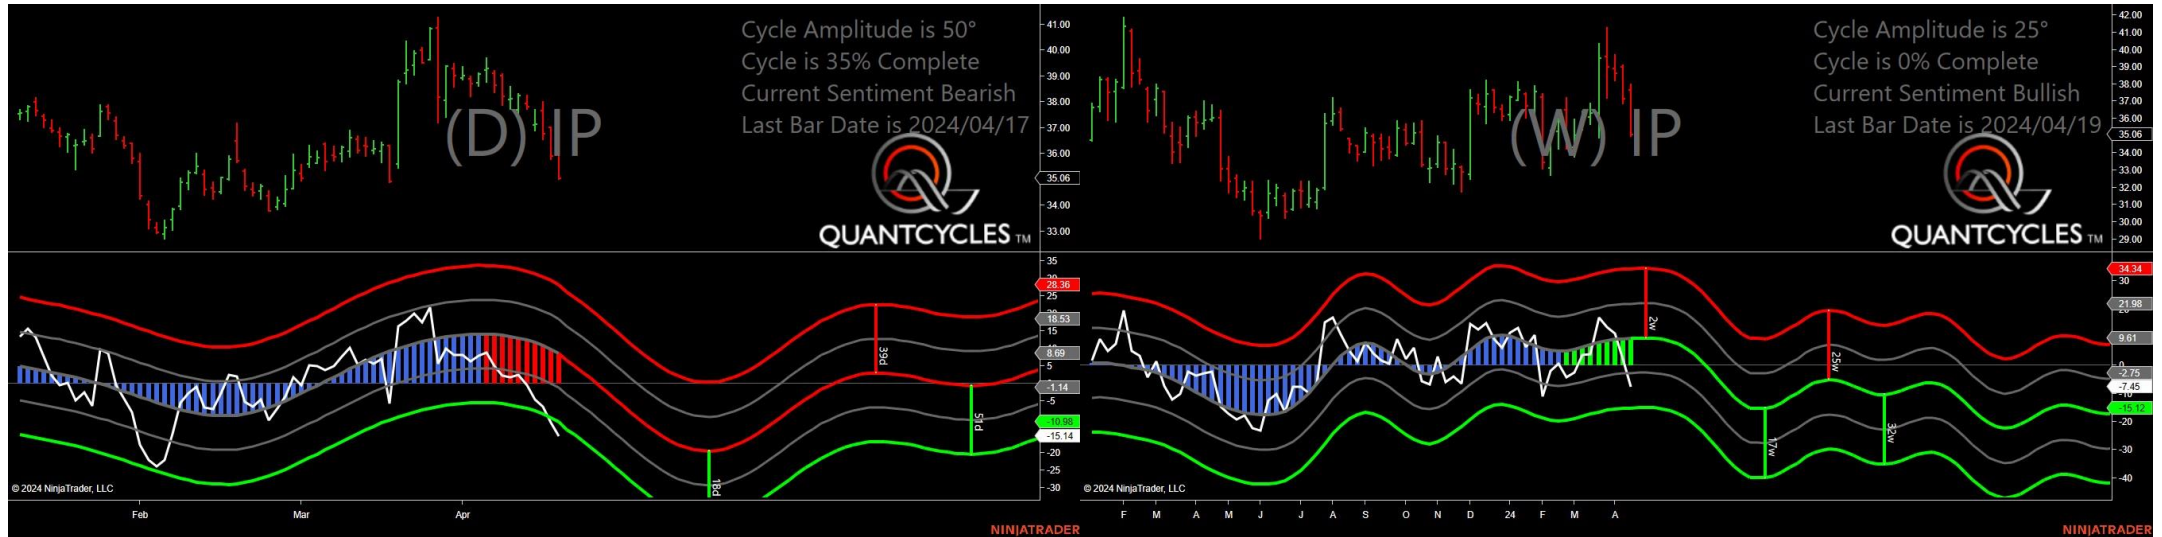 Cycle Amplitude is 50°
Cycle is 35% Complete
Current Sentiment Bearish
Last Bar Date is 2024/04/17
(D) IP
QUANTCYCLES TM
41.00
40.00
39.00
38.00
37.00
36.00
35.06
34.00
33.00
35
28.36
25
18.53
15
8.69
5
-1.14
-5
-10.98
-15.14
-20
-25
-30
39d
51d
18d
© 2024 NinjaTrader, LLC
Feb Mar Apr
NINJATRADER
Cycle Amplitude is 25°
Cycle is 0% Complete
Current Sentiment Bullish
Last Bar Date is 2024/04/19
(W) IP
QUANTCYCLES TM
42.00
41.00
40.00
39.00
38.00
37.00
36.00
35.06
34.00
33.00
32.00
31.00
30.00
29.00
34.34
30
21.98
9.61
0
-2.75
-7.45
-15.12
-20
-30
-40
2w
25w
17w
32w
© 2024 NinjaTrader, LLC
F M A M J J A S O N D 24 F M A
NINJATRADER